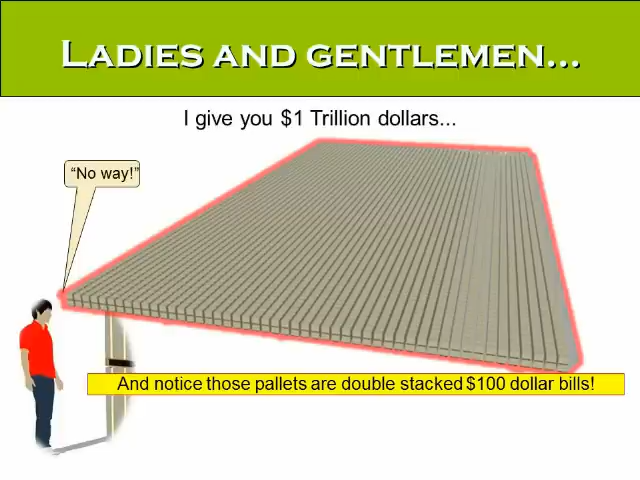 LADIES AND GENTLEMEN...
I give you $1 Trillion dollars...
“No way!”
And notice those pallets are double stacked $100 dollar bills!